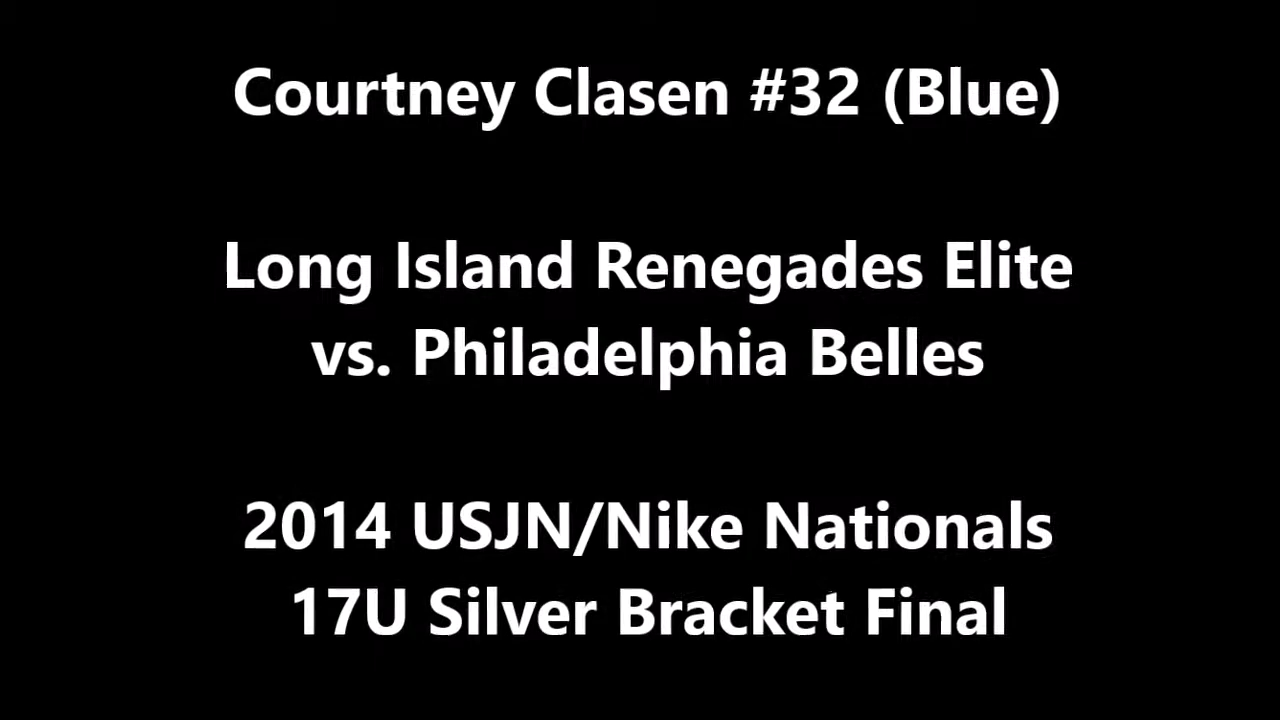 Courtney Clasen #32 (Blue)
Long Island Renegades Elite
vs. Philadelphia Belles
2014 USJN/Nike Nationals
17U Silver Bracket Final